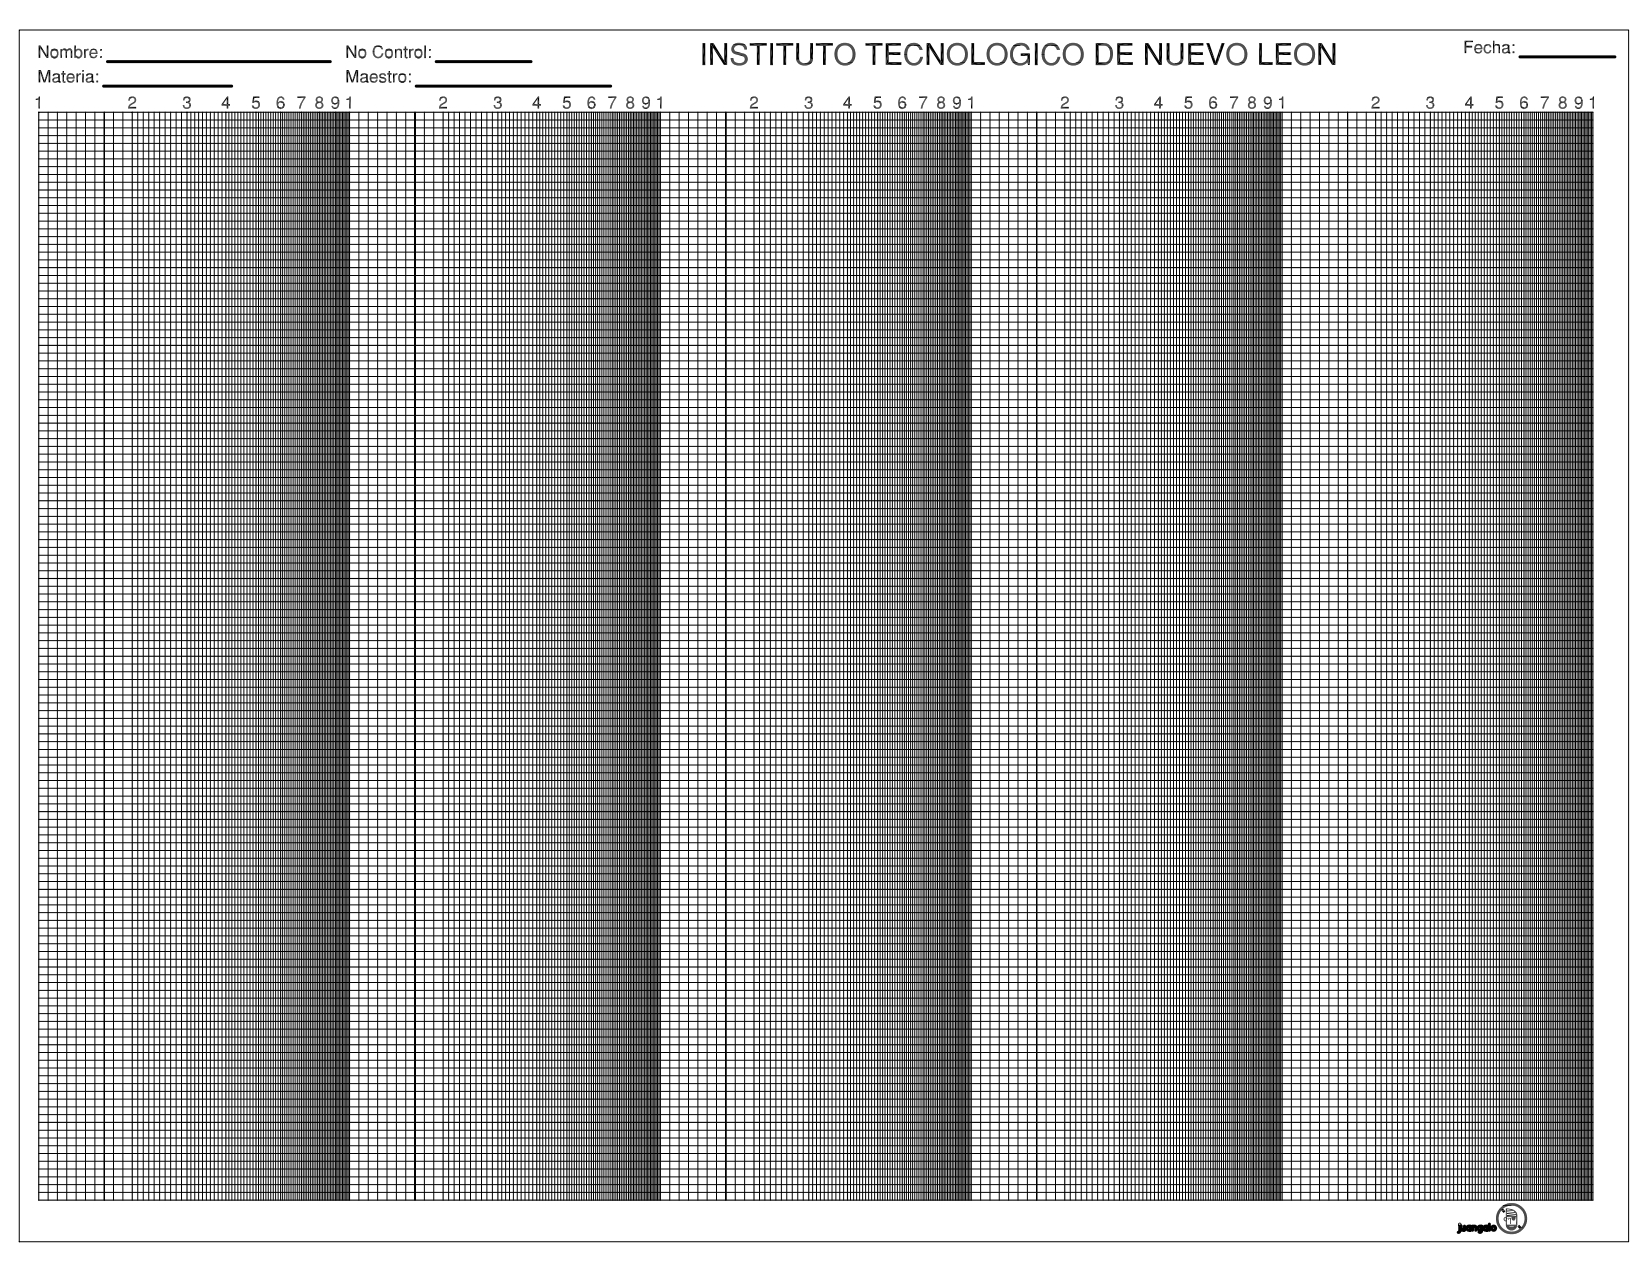 Nombre: No Control: INSTITUTO TECNOLOGICO DE NUEVO LEON Fecha:
Materia: Maestro:
1 2 3 4 5 6 7 8 9 1 2 3 4 5 6 7 8 9 1 2 3 4 5 6 7 8 9 1 2 3 4 5 6 7 8 9 1 2 3 4 5 6 7 8 9 1
juangalo